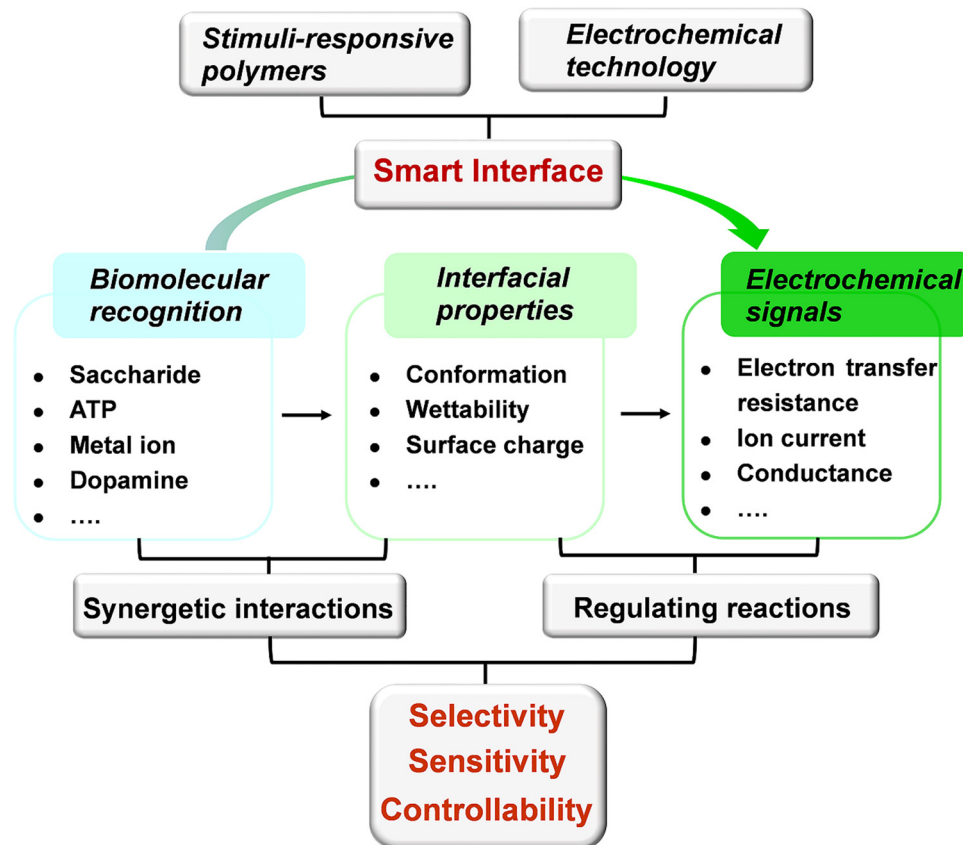 Stimuli-responsive
polymers
Electrochemical
technology
Smart Interface
Biomolecular
recognition
• Saccharide
• ATP
• Metal ion
• Dopamine
• ....
Interfacial
properties
• Conformation
• Wettability
• Surface charge
• ....
Electrochemical
signals
• Electron transfer
resistance
• Ion current
• Conductance
• ....
Synergetic interactions
Regulating reactions
Selectivity
Sensitivity
Controllability